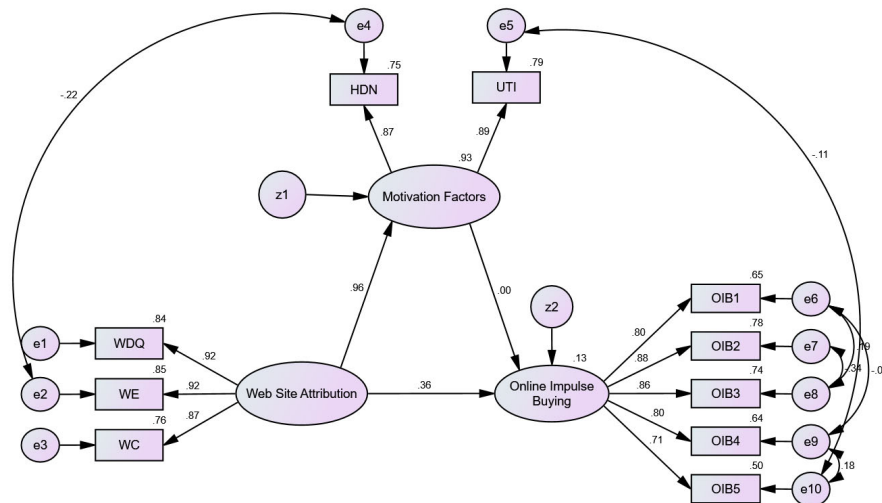 e4
e5
.75
.79
HDN
UTI
-.22
.87
.89
-.11
.93
z1
Motivation Factors
.96
.00
z2
.65
OIB1
e6
.84
.80
.78
e1
WDQ
.92
.13
.88
OIB2
e7
.19
-.34
-.0
.85
.74
e2
WE
.92
Web Site Attribution
.36
Online Impulse
Buying
.86
OIB3
e8
.76
.87
.80
.64
e3
WC
OIB4
e9
.71
.50
.18
OIB5
e10